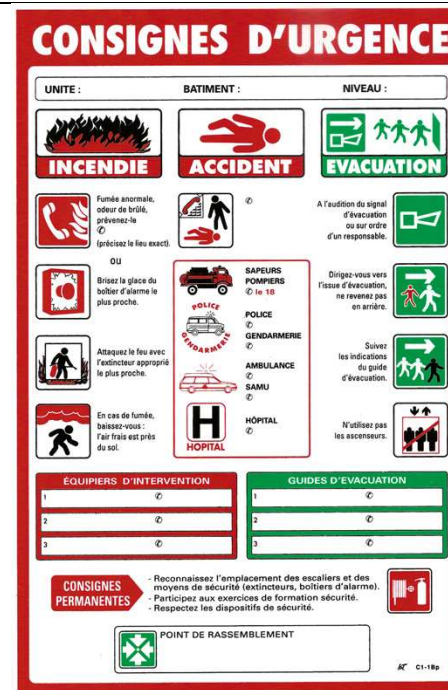 CONSIGNES D'URGENCE
UNITE :
BATIMENT :
NIVEAU :
INCENDIE
ACCIDENT
EVACUATION
Fumée anormale,
odeur de brûlé,
prévenez-le
✆
(précisez le lieu exact).
OU
Brisez la glace du
boîtier d'alarme le
plus proche.
Attaquez le feu avec
l'extincteur approprié
le plus proche.
En cas de fumée,
baissez-vous :
l'air frais est près
du sol.
✆
SAPEURS
POMPIERS
✆ le 18
POLICE
GENDARMERIE
POLICE
✆
GENDARMERIE
✆
AMBULANCE
✆
SAMU
✆
H
HOPITAL
HÔPITAL
✆
A l'audition du signal
d'évacuation
ou sur ordre
d'un responsable.
Dirigez-vous vers
l'issue d'évacuation,
ne revenez pas
en arrière.
Suivez
les indications
du guide
d'évacuation.
N'utilisez pas
les ascenseurs.
ÉQUIPIERS D'INTERVENTION
1 ✆
2 ✆
3 ✆
GUIDES D'EVACUATION
1 ✆
2 ✆
3 ✆
CONSIGNES
PERMANENTES
- Reconnaissez l'emplacement des escaliers et des
moyens de sécurité (extincteurs, boîtiers d'alarme).
- Participez aux exercices de formation sécurité.
- Respectez les dispositifs de sécurité.
POINT DE RASSEMBLEMENT
C1-1Bp